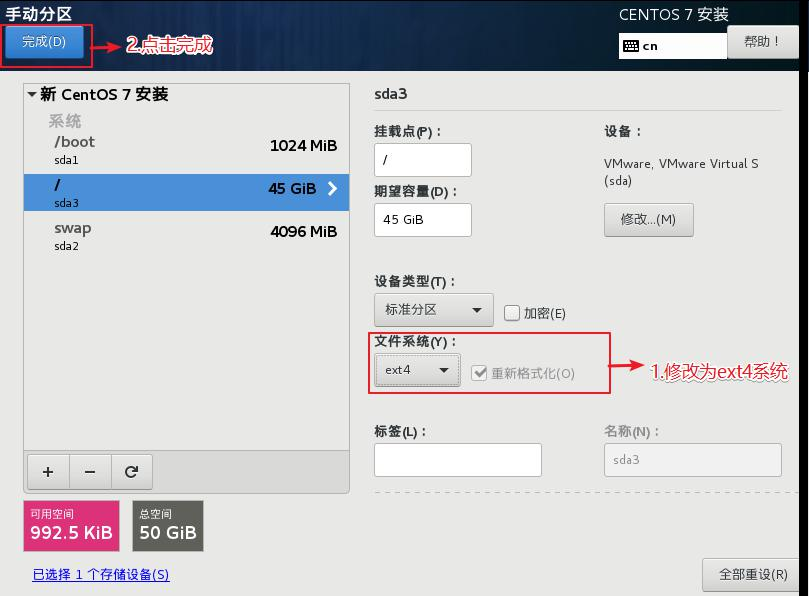 手动分区
CENTOS 7 安装
完成(D)
2.点击完成
cn
帮助！
新 CentOS 7 安装
系统
/boot
1024 MiB
sda1
/
45 GiB
sda3
swap
4096 MiB
sda2
sda3
挂载点(P)：
/
期望容量(D)：
45 GiB
设备：
VMware, VMware Virtual S
(sda)
修改...(M)
设备类型(T)：
标准分区
加密(E)
文件系统(Y)：
ext4
重新格式化(O)
1.修改为ext4系统
标签(L)：
名称(N)：
sda3
可用空间
992.5 KiB
总空间
50 GiB
已选择 1 个存储设备(S)
全部重设(R)